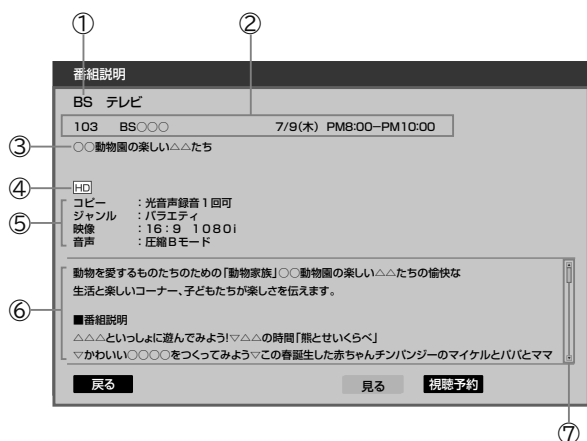 ① ②
番組説明
BS テレビ
103 BS○○○ 7/9(木) PM8:00−PM10:00
③ ○○動物園の楽しい△△たち
④ HD
⑤ コピー :光音声録音1回可
ジャンル :バラエティ
映像 :16:9 1080i
音声 :圧縮Bモード
⑥ 動物を愛するものたちのための「動物家族」○○動物園の楽しい△△たちの愉快な
生活と楽しいコーナー、子どもたちが楽しさを伝えます。
■番組説明
△△△といっしょに遊んでみよう!▽△△の時間「熊とせいくらべ」
▽かわいい○○○○をつくってみよう▽この春誕生した赤ちゃんチンパンジーのマイケルとパパとママ
戻る 見る 視聴予約
⑦